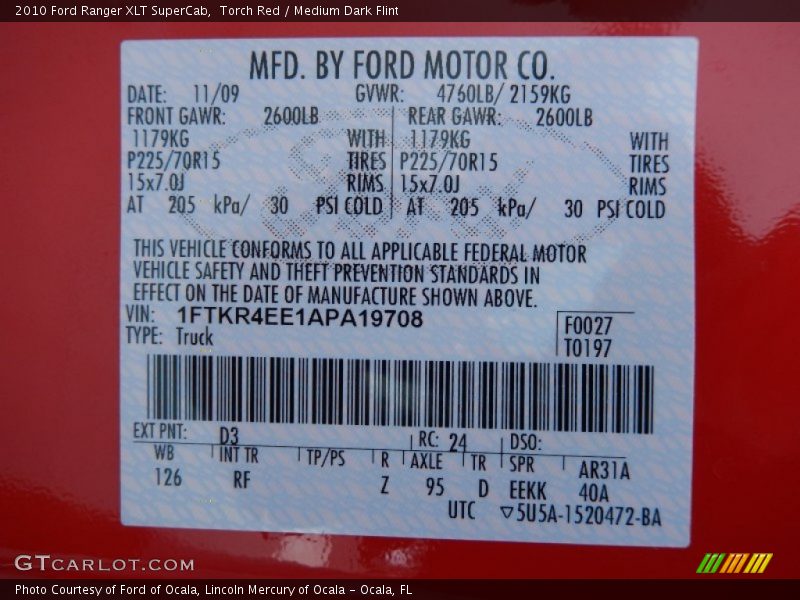 2010 Ford Ranger XLT SuperCab,  Torch Red / Medium Dark Flint
MFD. BY FORD MOTOR CO.
DATE: 11/09 GVWR: 4760LB/ 2159KG
FRONT GAWR: 2600LB REAR GAWR: 2600LB
1179KG WITH 1179KG WITH
P225/70R15 TIRES P225/70R15 TIRES
15x7.0J RIMS 15x7.0J RIMS
AT 205 kPa/ 30 PSI COLD AT 205 kPa/ 30 PSI COLD
THIS VEHICLE CONFORMS TO ALL APPLICABLE FEDERAL MOTOR
VEHICLE SAFETY AND THEFT PREVENTION STANDARDS IN
EFFECT ON THE DATE OF MANUFACTURE SHOWN ABOVE.
VIN: 1FTKR4EE1APA19708 F0027
TYPE: Truck T0197
EXT PNT: D3 RC: 24 DSO:
WB INT TR TP/PS R AXLE TR SPR AR31A
126 RF Z 95 D EEKK 40A
UTC ▽5U5A-1520472-BA
GTCARLOT.COM
Photo Courtesy of Ford of Ocala, Lincoln Mercury of Ocala - Ocala, FL